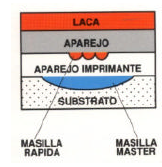 LACA
APAREJO
APAREJO IMPRIMANTE
SUBSTRATO
MASILLA MASILLA
RAPIDA MASTER